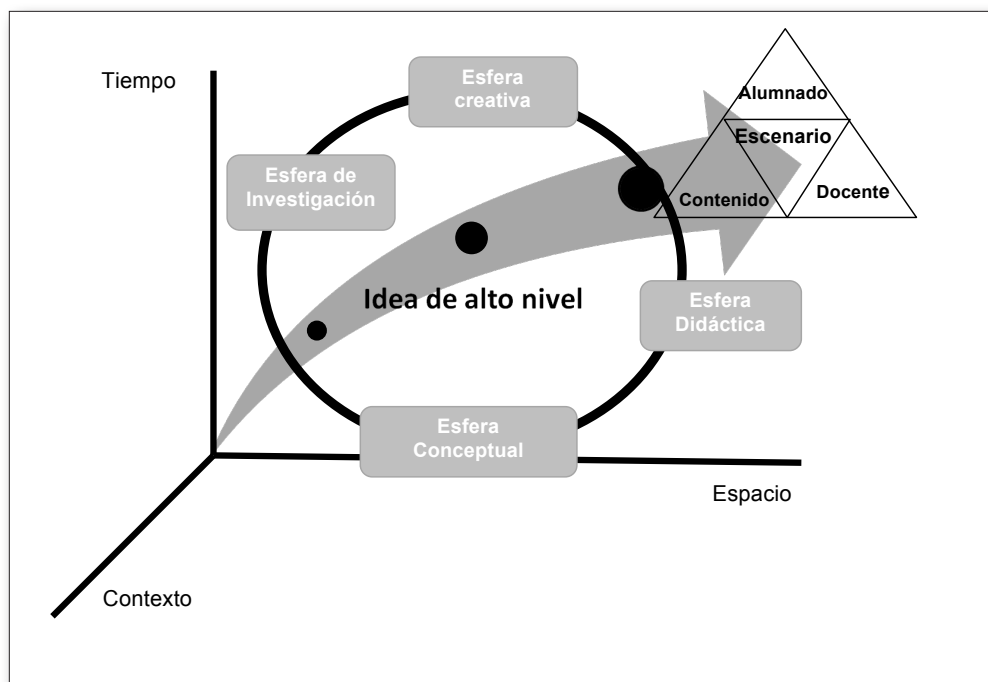 Tiempo
Esfera
creativa
Alumnado
Escenario
Esfera de
Investigación
Contenido
Docente
Idea de alto nivel
Esfera
Didáctica
Esfera
Conceptual
Espacio
Contexto